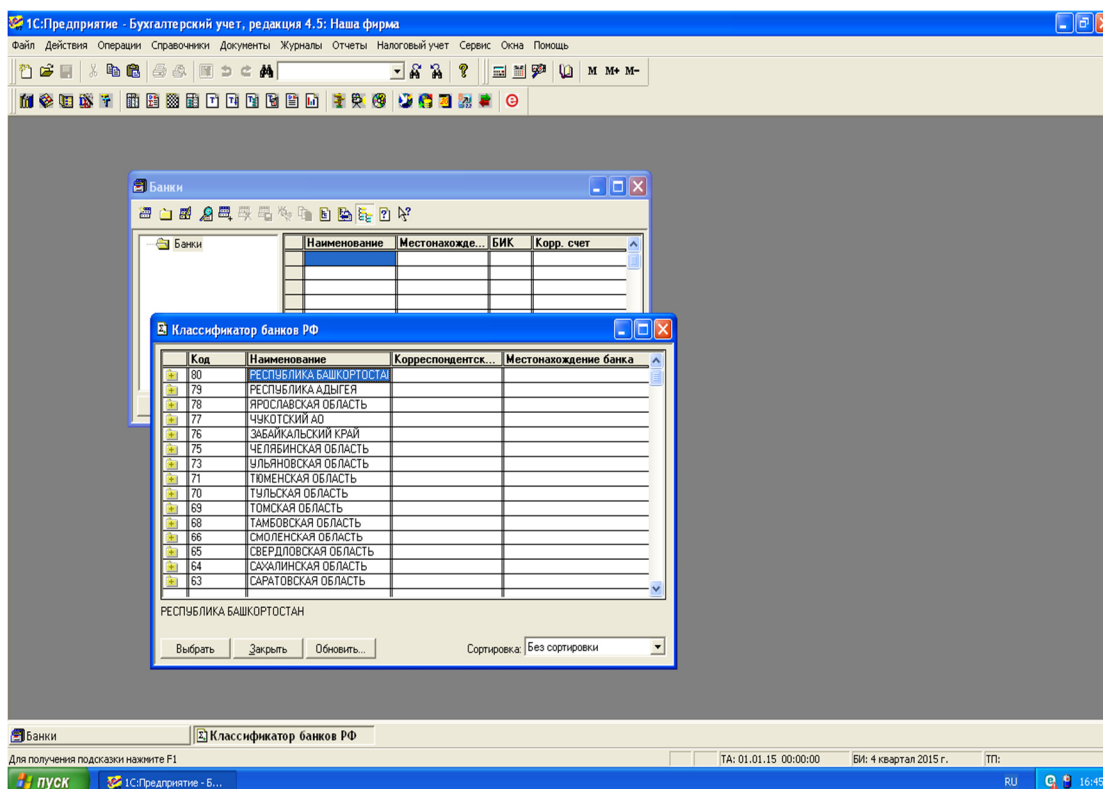 1С:Предприятие - Бухгалтерский учет, редакция 4.5: Наша фирма
Файл Действия Операции Справочники Документы Журналы Отчеты Налоговый учет Сервис Окна Помощь
M M+ M-
Банки
Банки
Наименование Местонахожде... БИК Корр. счет
Классификатор банков РФ
Код Наименование Корреспондентск... Местонахождение банка
80 РЕСПУБЛИКА БАШКОРТОСТАН
79 РЕСПУБЛИКА АДЫГЕЯ
78 ЯРОСЛАВСКАЯ ОБЛАСТЬ
77 ЧУКОТСКИЙ АО
76 ЗАБАЙКАЛЬСКИЙ КРАЙ
75 ЧЕЛЯБИНСКАЯ ОБЛАСТЬ
73 УЛЬЯНОВСКАЯ ОБЛАСТЬ
71 ТЮМЕНСКАЯ ОБЛАСТЬ
70 ТУЛЬСКАЯ ОБЛАСТЬ
69 ТОМСКАЯ ОБЛАСТЬ
68 ТАМБОВСКАЯ ОБЛАСТЬ
66 СМОЛЕНСКАЯ ОБЛАСТЬ
65 СВЕРДЛОВСКАЯ ОБЛАСТЬ
64 САХАЛИНСКАЯ ОБЛАСТЬ
63 САРАТОВСКАЯ ОБЛАСТЬ
РЕСПУБЛИКА БАШКОРТОСТАН
Выбрать Закрыть Обновить... Сортировка: Без сортировки
Банки Классификатор банков РФ
Для получения подсказки нажмите F1 TA: 01.01.15 00:00:00 БИ: 4 квартал 2015 г. ТП:
пуск 1С:Предприятие - Б... RU 16:45